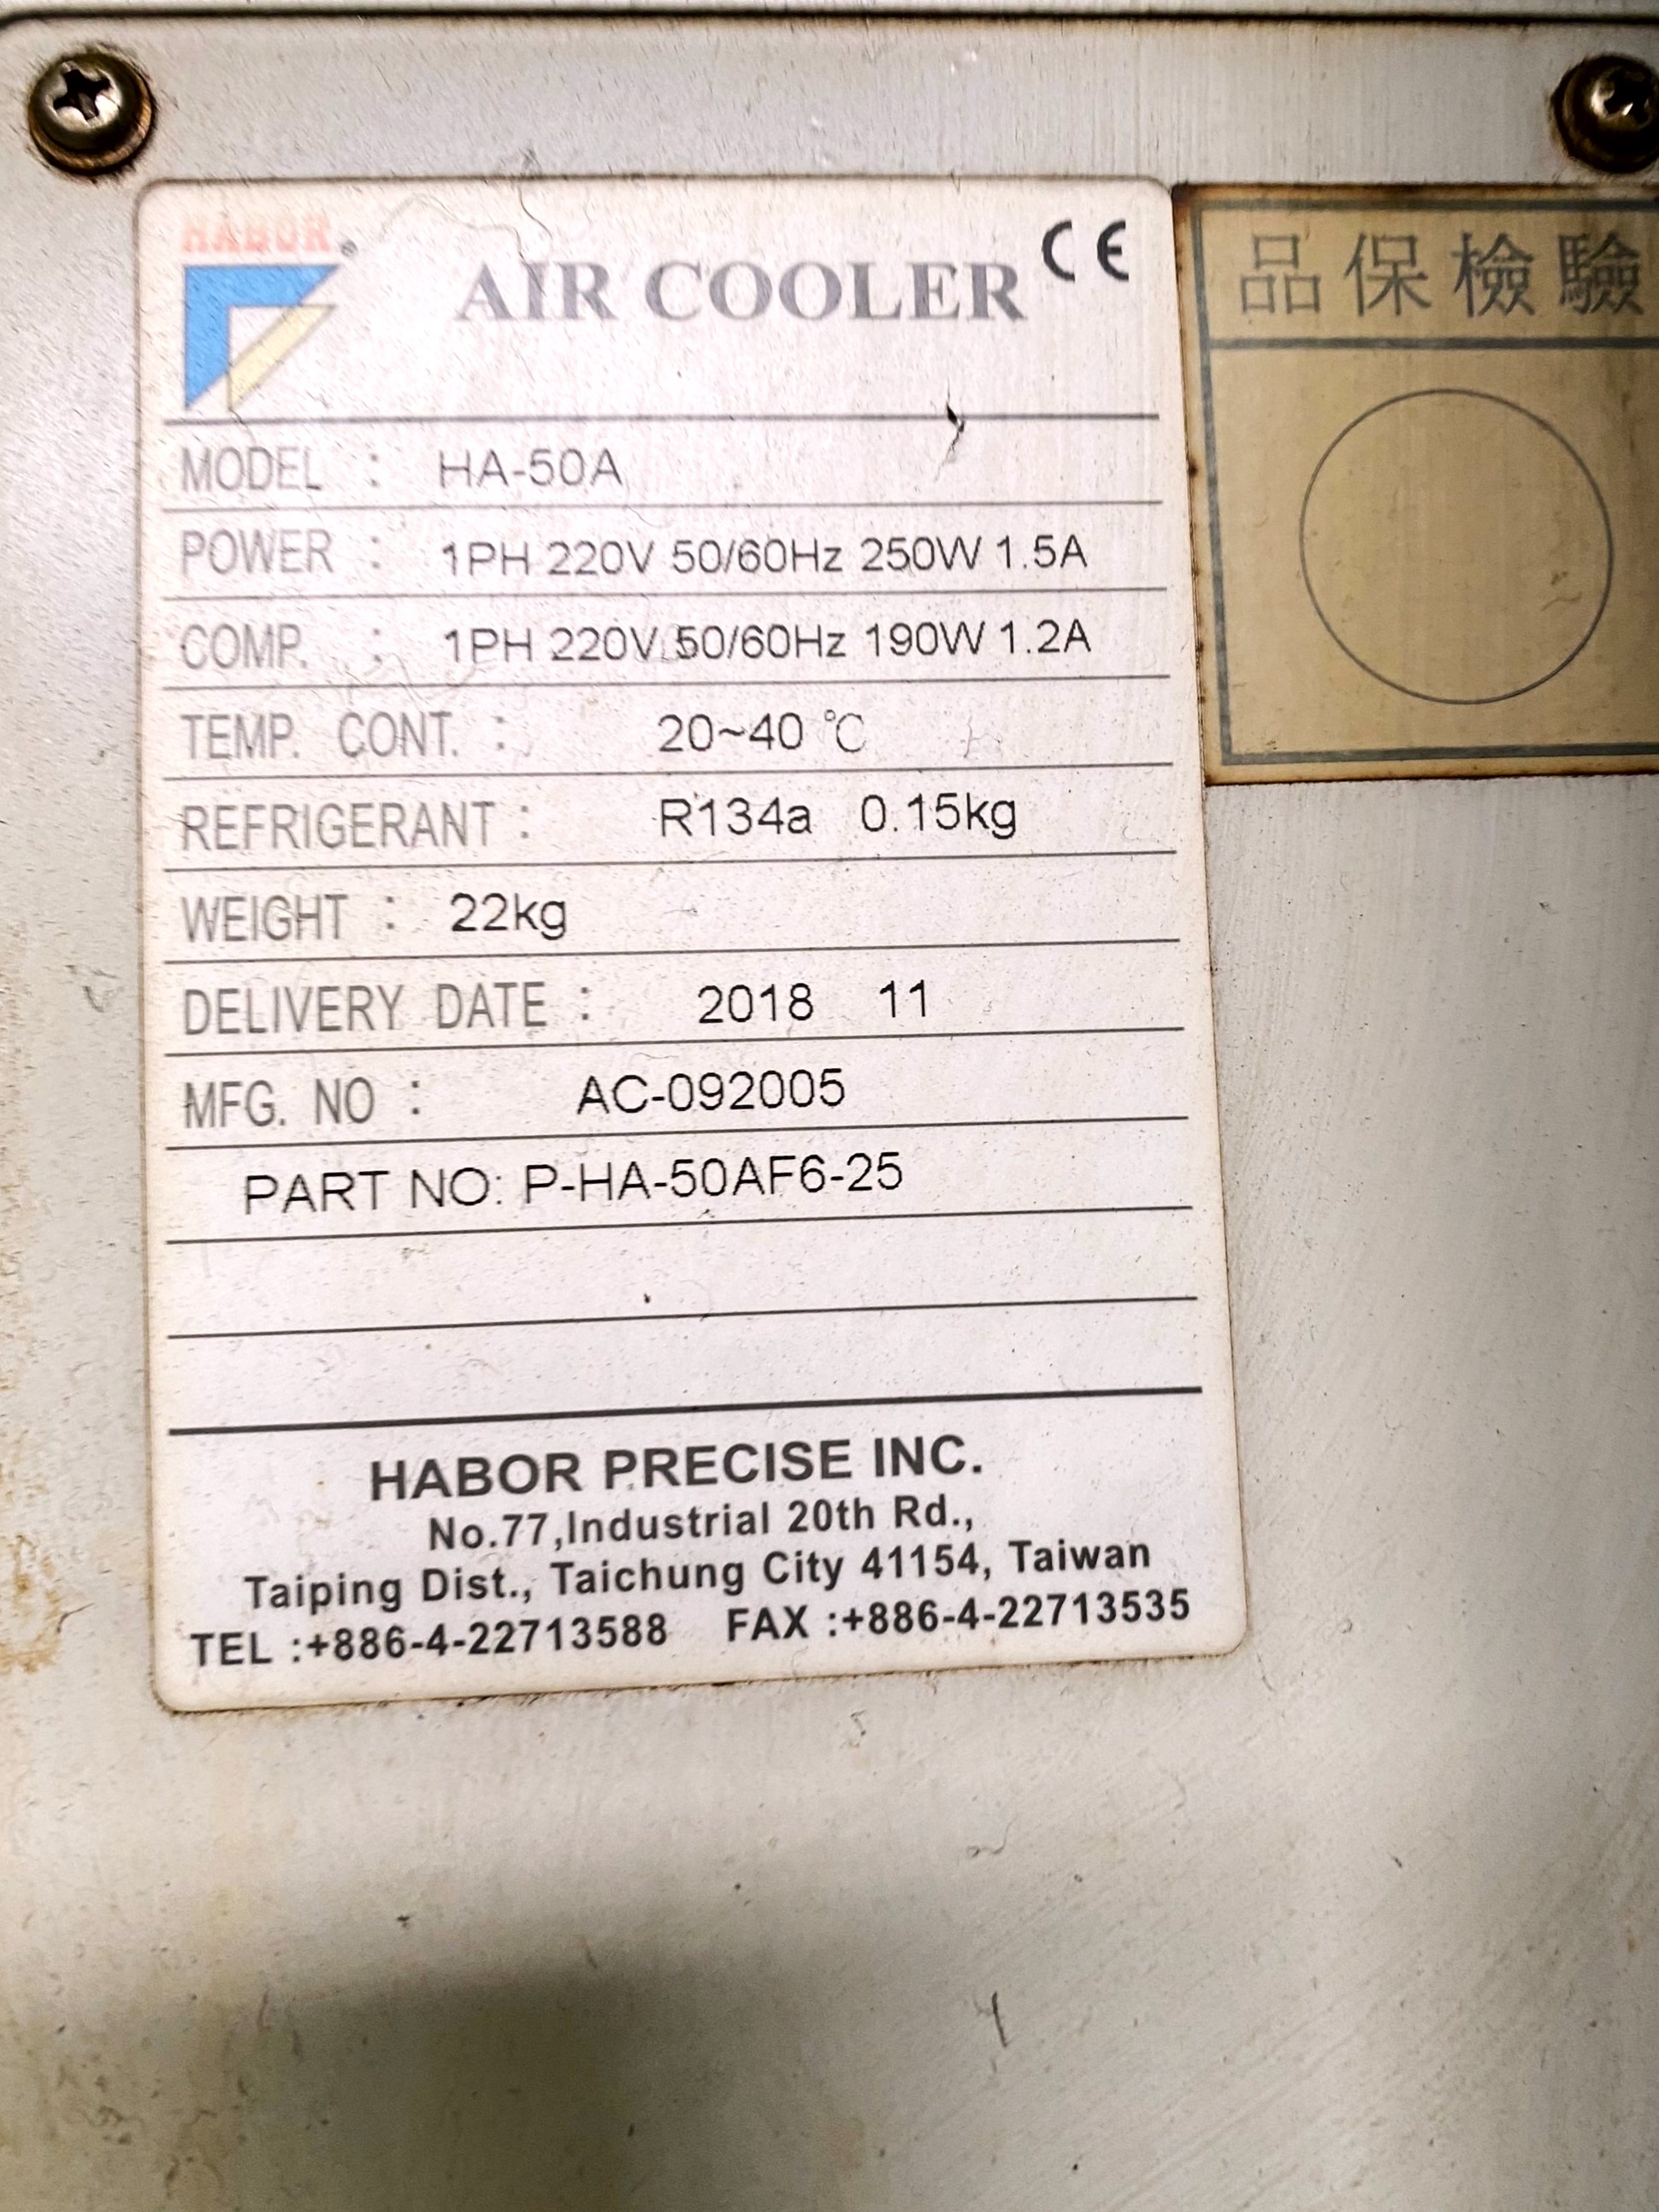 HABOR®
AIR COOLER CE
MODEL : HA-50A
POWER : 1PH 220V 50/60Hz 250W 1.5A
COMP. : 1PH 220V 50/60Hz 190W 1.2A
TEMP. CONT. : 20~40 ℃
REFRIGERANT : R134a 0.15kg
WEIGHT : 22kg
DELIVERY DATE : 2018 11
MFG. NO : AC-092005
PART NO: P-HA-50AF6-25
HABOR PRECISE INC.
No.77,Industrial 20th Rd.,
Taiping Dist., Taichung City 41154, Taiwan
TEL :+886-4-22713588 FAX :+886-4-22713535
品保檢驗